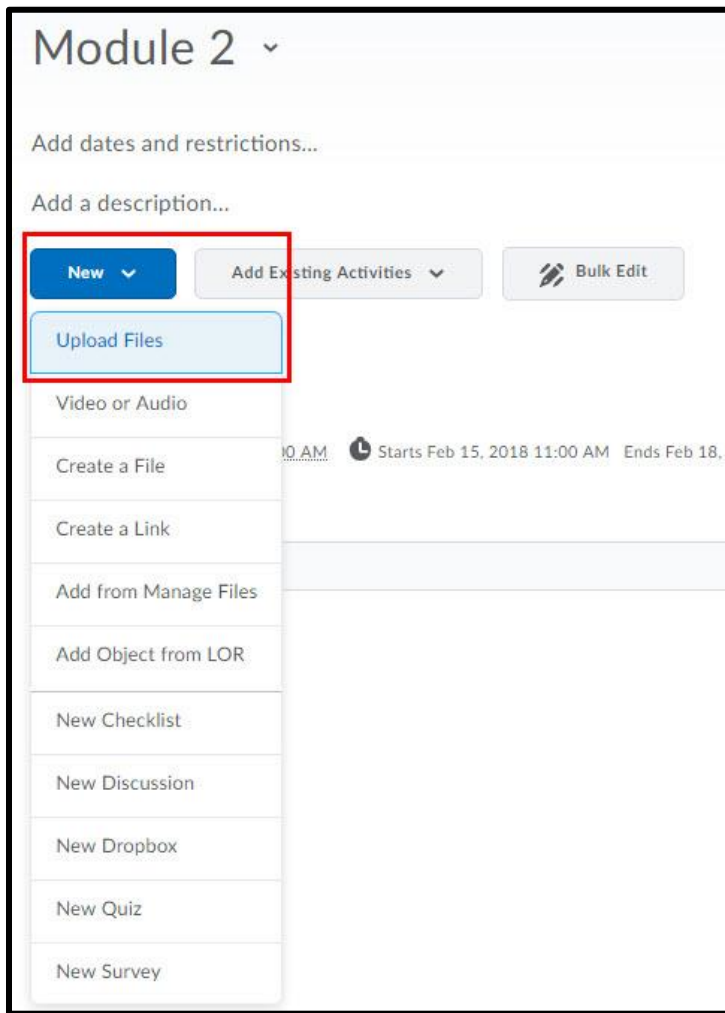 Module 2
Add dates and restrictions...
Add a description...
New Add Existing Activities Bulk Edit
Upload Files
Video or Audio
00 AM Starts Feb 15, 2018 11:00 AM Ends Feb 18,
Create a File
Create a Link
Add from Manage Files
Add Object from LOR
New Checklist
New Discussion
New Dropbox
New Quiz
New Survey